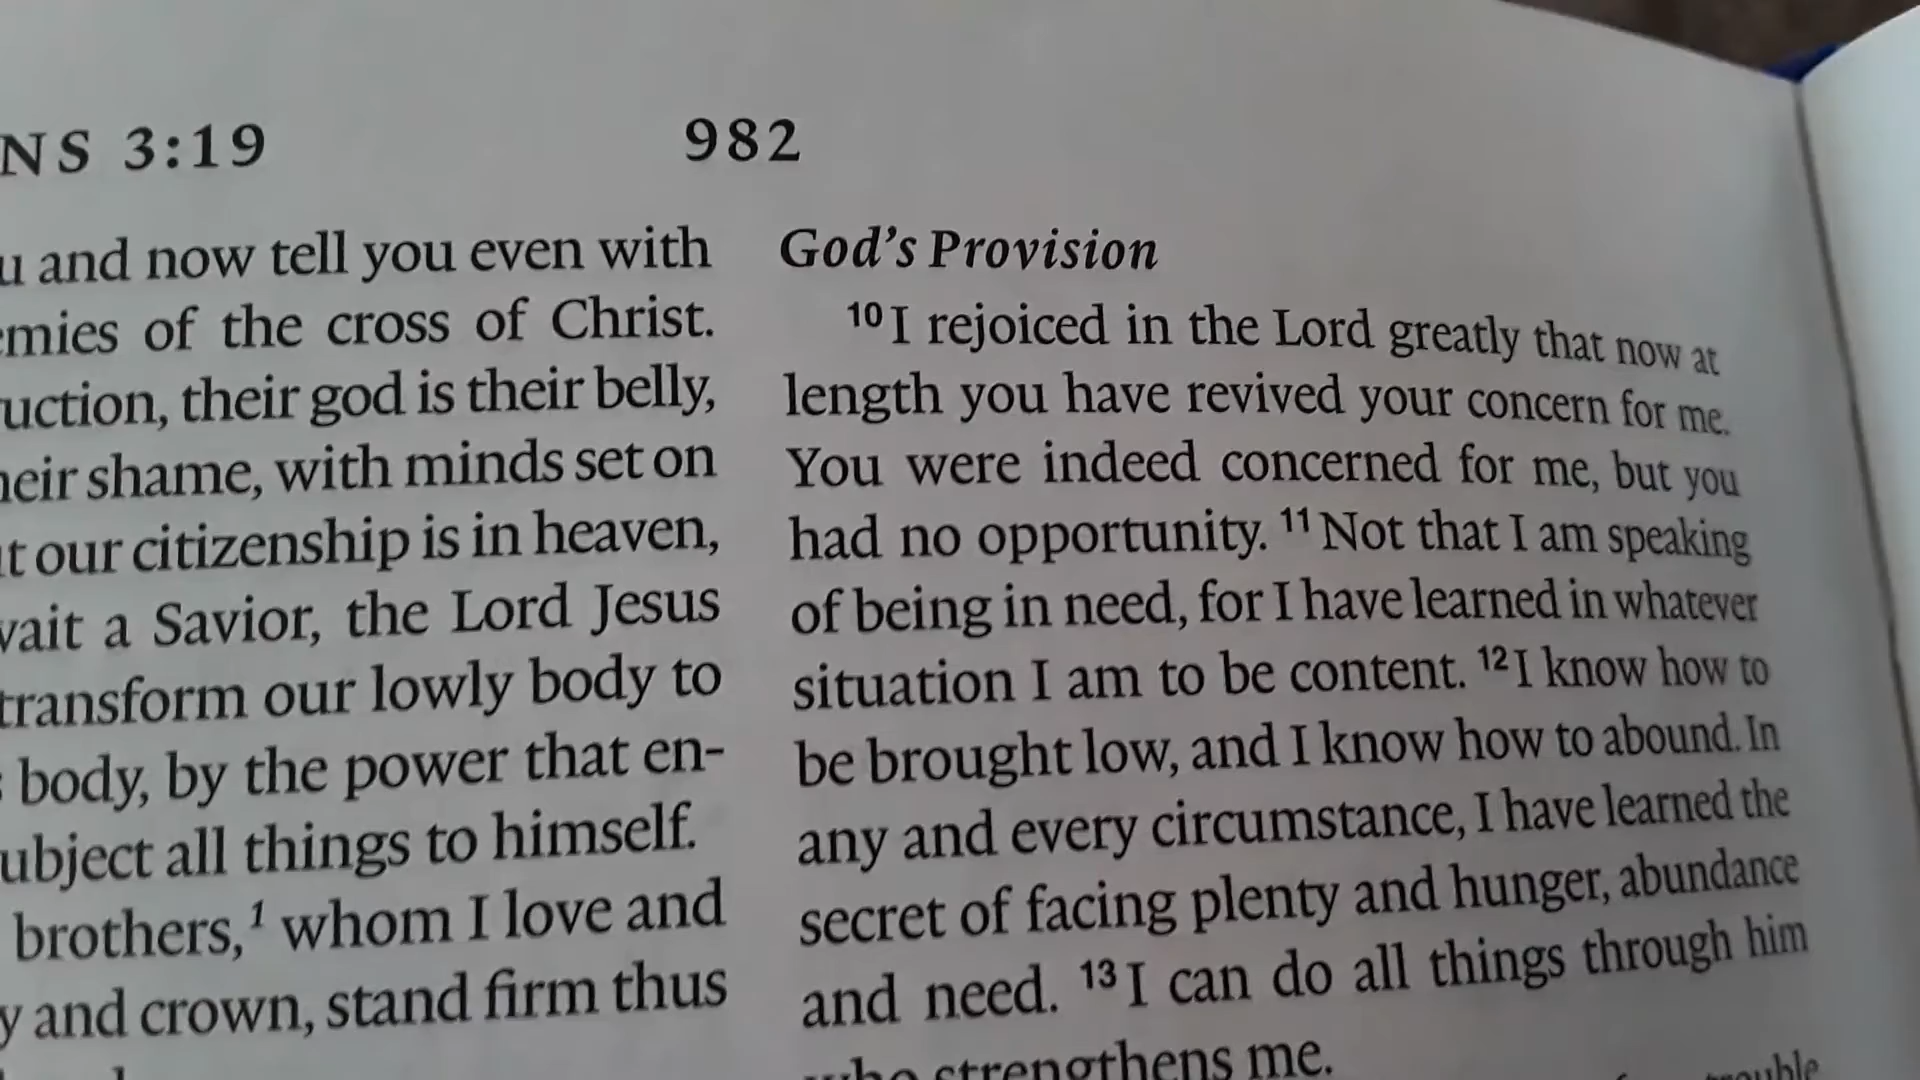 NS 3:19
982
and now tell you even with
emies of the cross of Christ.
uction, their god is their belly,
heir shame, with minds set on
our citizenship is in heaven,
a Savior, the Lord Jesus
transform our lowly body to
body, by the power that en-
ubject all things to himself.
brothers,¹ whom I love and
y and crown, stand firm thus
God's Provision
¹⁰I rejoiced in the Lord greatly that now at
length you have revived your concern for me.
You were indeed concerned for me, but you
had no opportunity. ¹¹Not that I am speaking
of being in need, for I have learned in whatever
situation I am to be content. ¹²I know how to
be brought low, and I know how to abound. In
any and every circumstance, I have learned the
secret of facing plenty and hunger, abundance
and need. ¹³I can do all things through him
who strengthens me.
trouble